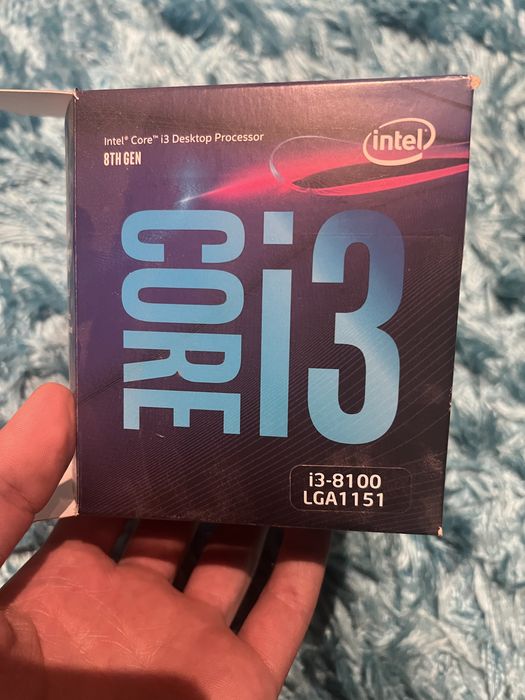 Intel® Core™ i3 Desktop Processor
8TH GEN
intel®
CORE i3
i3-8100
LGA1151